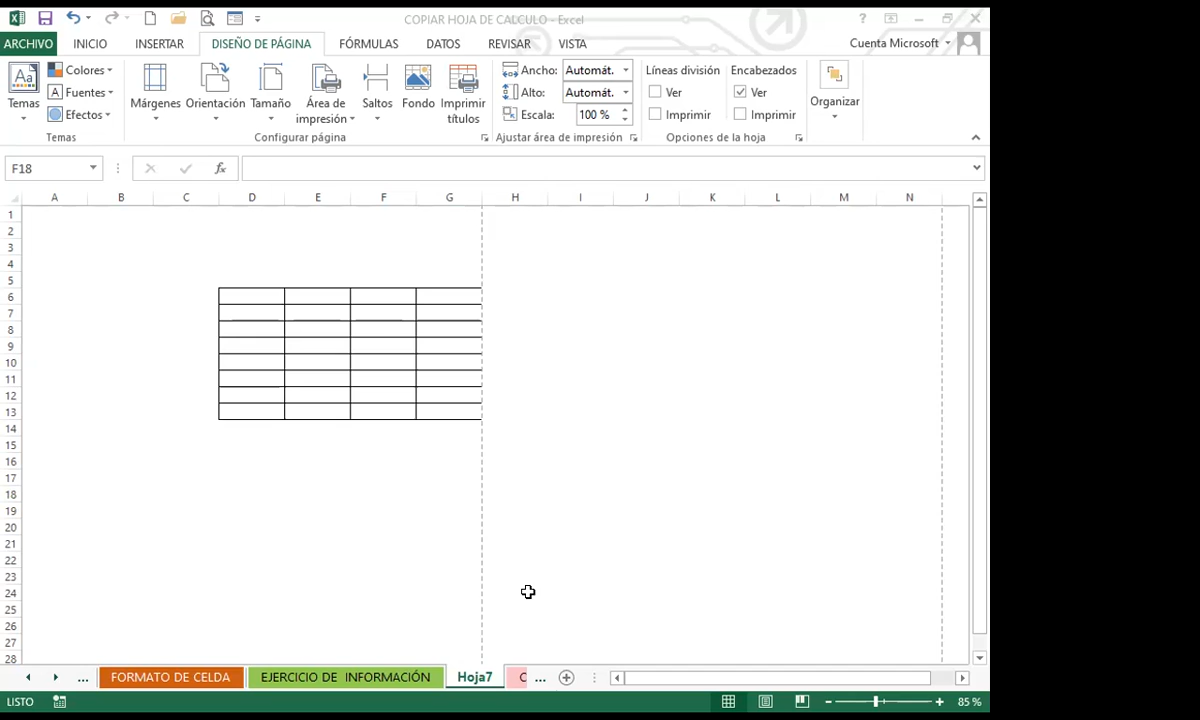 COPIAR HOJA DE CALCULO - Excel
?
ARCHIVO INICIO INSERTAR DISEÑO DE PÁGINA FÓRMULAS DATOS REVISAR VISTA Cuenta Microsoft
Aa Temas
Colores
A Fuentes
Efectos
Márgenes Orientación Tamaño Área de impresión Saltos Fondo Imprimir títulos
Ancho: Automát.
Alto: Automát.
Escala: 100 %
Líneas división Encabezados
Ver Ver
Imprimir Imprimir
Organizar
Temas Configurar página Ajustar área de impresión Opciones de la hoja
F18 fx
A B C D E F G H I J K L M N
1
2
3
4
5
6
7
8
9
10
11
12
13
14
15
16
17
18
19
20
21
22
23
24
25
26
27
28
... FORMATO DE CELDA EJERCICIO DE INFORMACIÓN Hoja7 C ...
LISTO 85 %